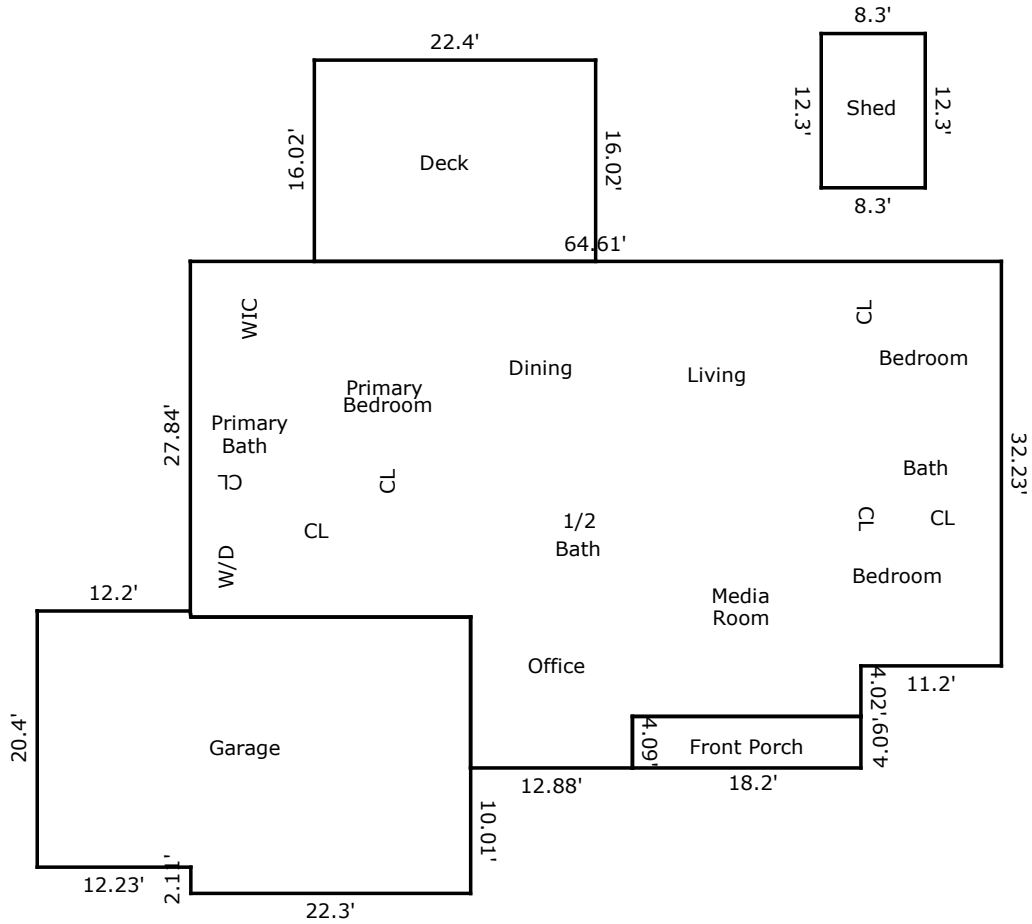 8.3'
22.4'
12.3'
Shed
12.3'
16.02'
Deck
16.02'
8.3'
64.61'
WIC
CL
Bedroom
Dining
Living
Primary
Bedroom
27.84'
Primary
Bath
32.23'
CL
CL
Bath
1/2
Bath
CL
CL
CL
W/D
Bedroom
12.2'
Media
Room
Office
4.02'
11.2'
20.4'
Garage
4.09'
Front Porch
4.09'
12.88'
18.2'
10.01'
12.23'
2.11'
22.3'